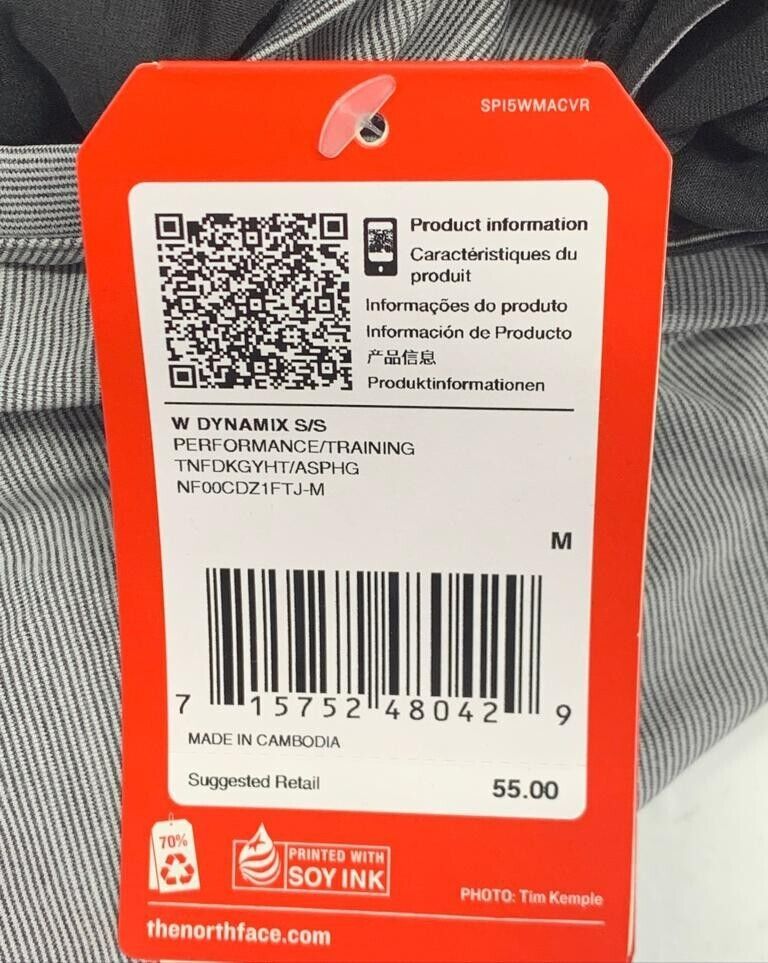 SP15WMACVR
Product information
Caractéristiques du
produit
Informações do produto
Información de Producto
产品信息
Produktinformationen
W DYNAMIX S/S
PERFORMANCE/TRAINING
TNFDKGYHT/ASPHG
NF00CDZ1FTJ-M
M
7 15752 48042 9
MADE IN CAMBODIA
Suggested Retail 55.00
70%
PRINTED WITH
SOY INK
PHOTO: Tim Kemple
thenorthface.com